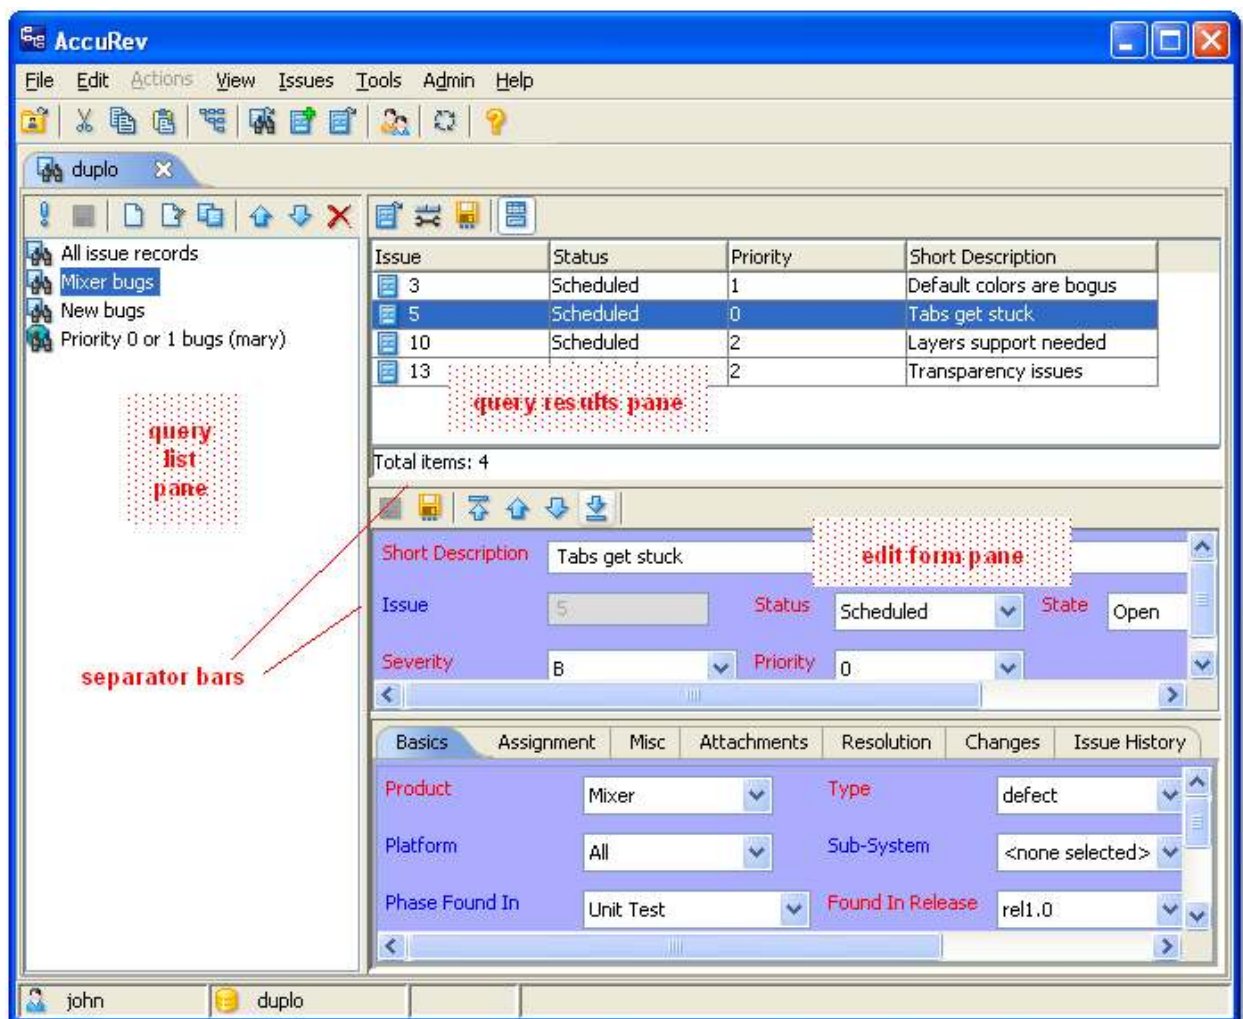 AccuRev
File Edit Actions View Issues Tools Admin Help
duplo
All issue records
Mixer bugs
New bugs
Priority 0 or 1 bugs (mary)
query
list
pane
Issue Status Priority Short Description
3 Scheduled 1 Default colors are bogus
5 Scheduled 0 Tabs get stuck
10 Scheduled 2 Layers support needed
13 2 Transparency issues
query results pane
Total items: 4
separator bars
Short Description Tabs get stuck
edit form pane
Issue 5 Status Scheduled State Open
Severity B Priority 0
Basics Assignment Misc Attachments Resolution Changes Issue History
Product Mixer Type defect
Platform All Sub-System <none selected>
Phase Found In Unit Test Found In Release rel1.0
john duplo